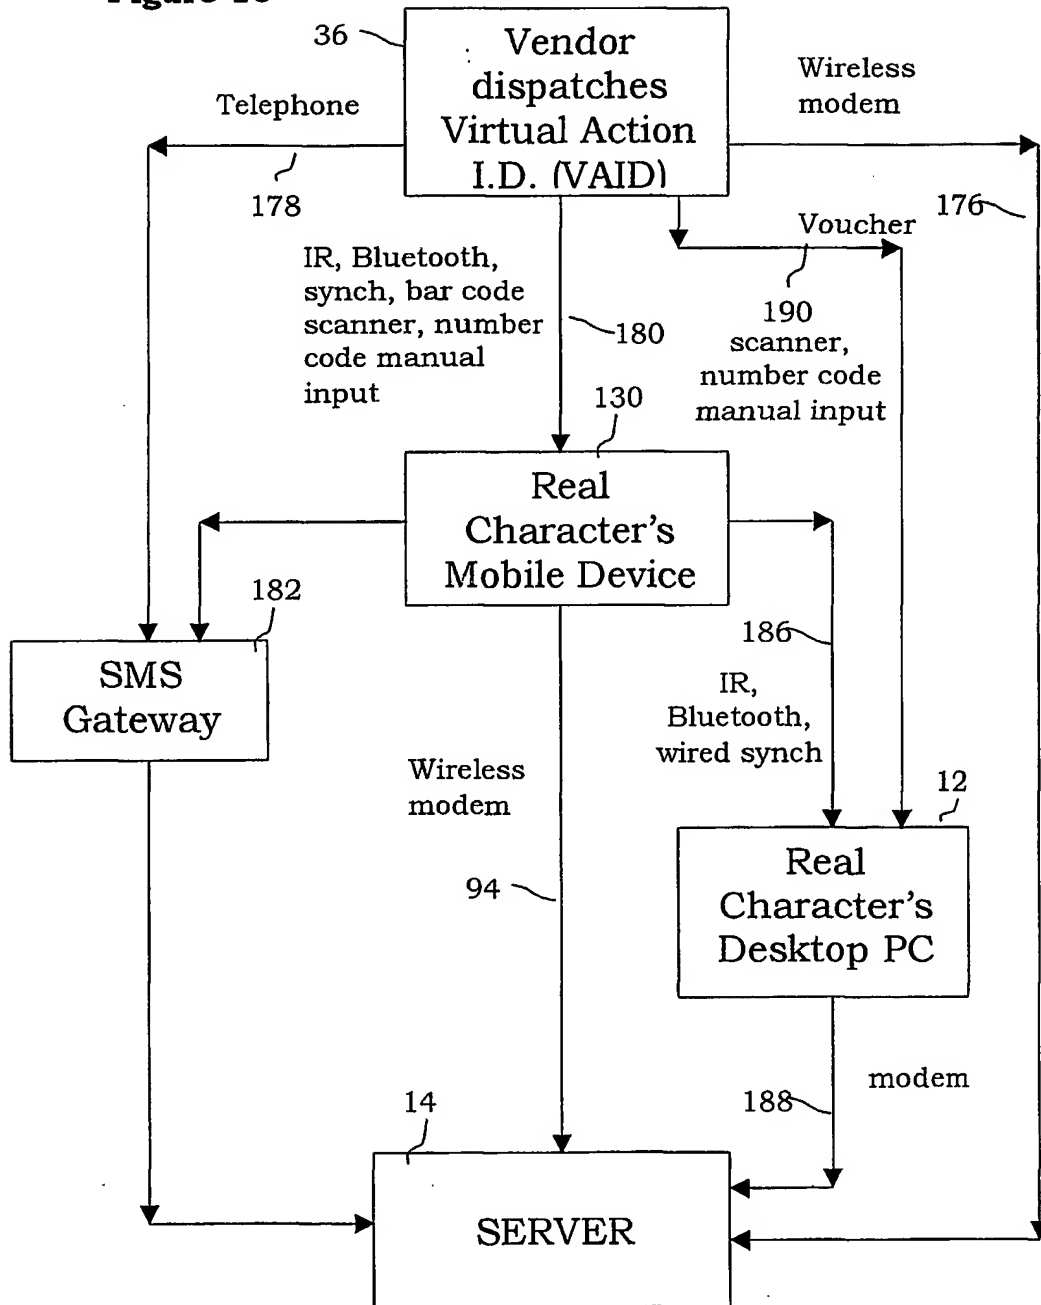 36
Vendor
dispatches
Virtual Action
I.D. (VAID)
Wireless
modem
Telephone
178
176
Voucher
IR, Bluetooth,
synch, bar code
scanner, number
code manual
input
180
190
scanner,
number code
manual input
130
Real
Character's
Mobile Device
182
SMS
Gateway
186
IR,
Bluetooth,
wired synch
Wireless
modem
12
Real
Character's
Desktop PC
94
modem
188
14
SERVER